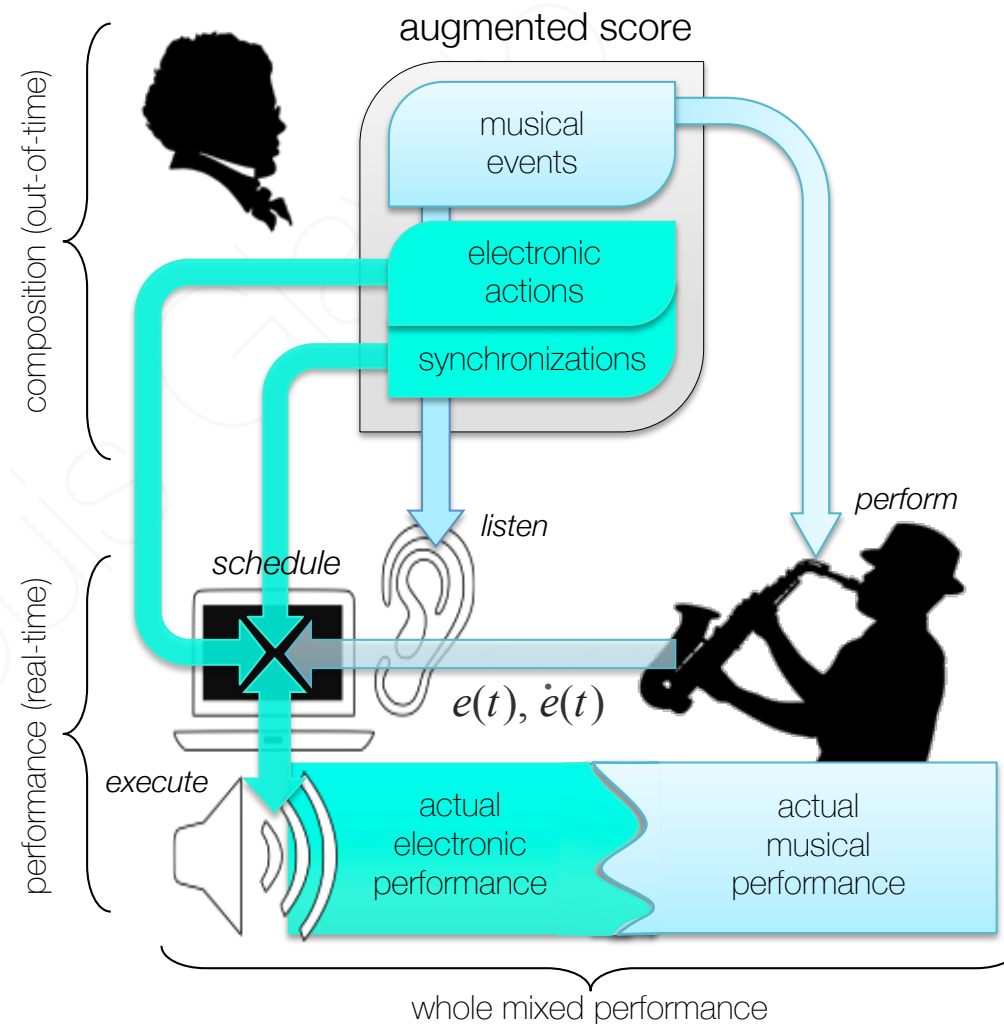 augmented score
composition (out-of-time)
musical
events
electronic
actions
synchronizations
perform
listen
schedule
performance (real-time)
e(t), ė(t)
execute
actual
electronic
performance
actual
musical
performance
whole mixed performance